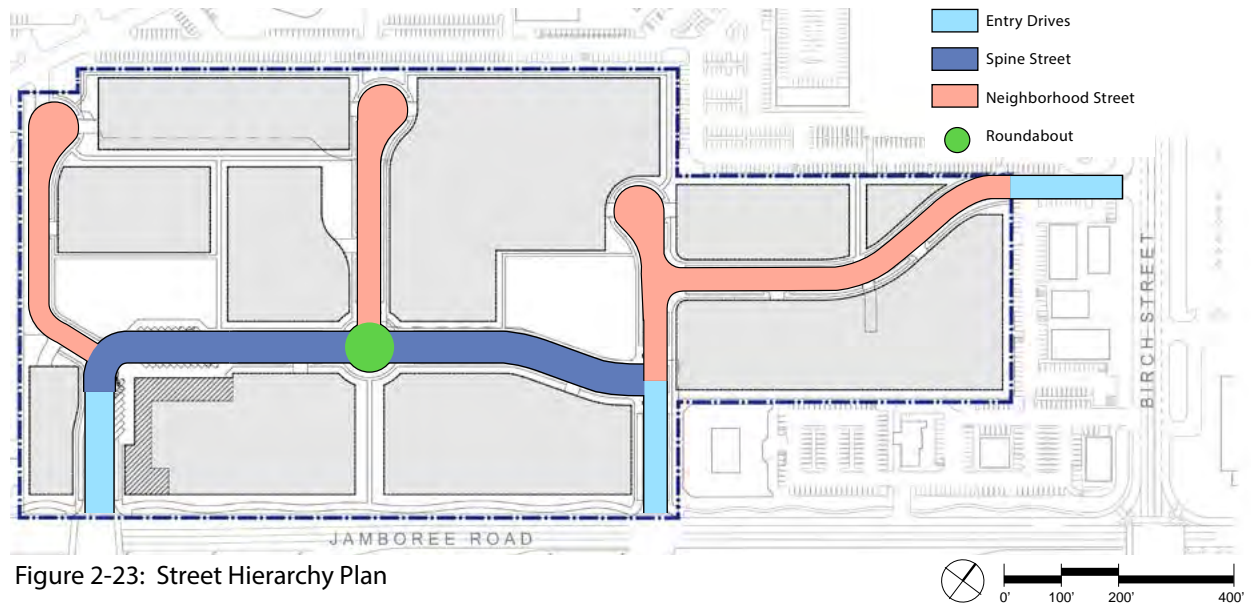 Entry Drives
Spine Street
Neighborhood Street
Roundabout
BIRCH STREET
JAMBOREE ROAD
Figure 2-23: Street Hierarchy Plan
0' 100' 200' 400'